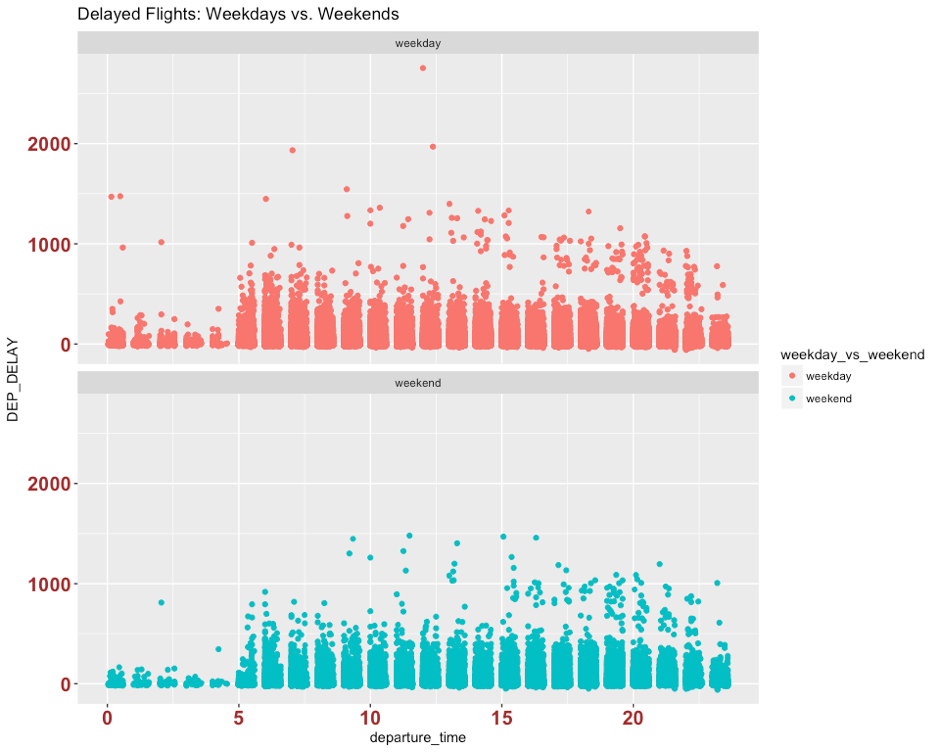 Delayed Flights: Weekdays vs. Weekends
weekday
2000
1000
0
DEP_DELAY
weekend
2000
1000
0
0 5 10 15 20
departure_time
weekday_vs_weekend
weekday
weekend